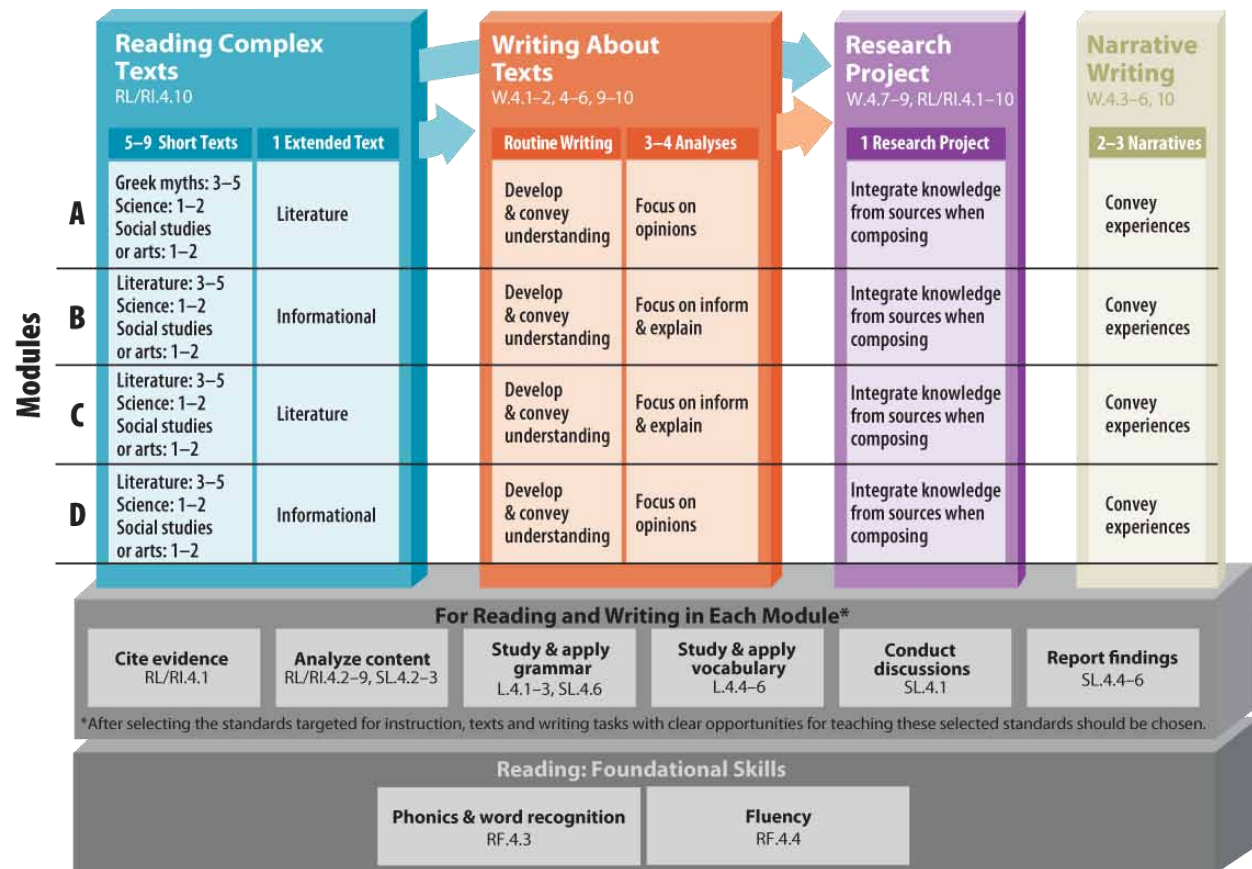 Reading Complex
Texts
RL/RI.4.10
Writing About
Texts
W.4.1–2, 4–6, 9–10
Research
Project
W.4.7–9, RL/RI.4.1–10
Narrative
Writing
W.4.3–6, 10
5–9 Short Texts
1 Extended Text
Routine Writing
3–4 Analyses
1 Research Project
2–3 Narratives
Modules
A
Greek myths: 3–5
Science: 1–2
Social studies
or arts: 1–2
Literature
Develop
& convey
understanding
Focus on
opinions
Integrate knowledge
from sources when
composing
Convey
experiences
B
Literature: 3–5
Science: 1–2
Social studies
or arts: 1–2
Informational
Develop
& convey
understanding
Focus on inform
& explain
Integrate knowledge
from sources when
composing
Convey
experiences
C
Literature: 3–5
Science: 1–2
Social studies
or arts: 1–2
Literature
Develop
& convey
understanding
Focus on inform
& explain
Integrate knowledge
from sources when
composing
Convey
experiences
D
Literature: 3–5
Science: 1–2
Social studies
or arts: 1–2
Informational
Develop
& convey
understanding
Focus on
opinions
Integrate knowledge
from sources when
composing
Convey
experiences
For Reading and Writing in Each Module*
Cite evidence
RL/RI.4.1
Analyze content
RL/RI.4.2–9, SL.4.2–3
Study & apply
grammar
L.4.1–3, SL.4.6
Study & apply
vocabulary
L.4.4–6
Conduct
discussions
SL.4.1
Report findings
SL.4.4–6
*After selecting the standards targeted for instruction, texts and writing tasks with clear opportunities for teaching these selected standards should be chosen.
Reading: Foundational Skills
Phonics & word recognition
RF.4.3
Fluency
RF.4.4